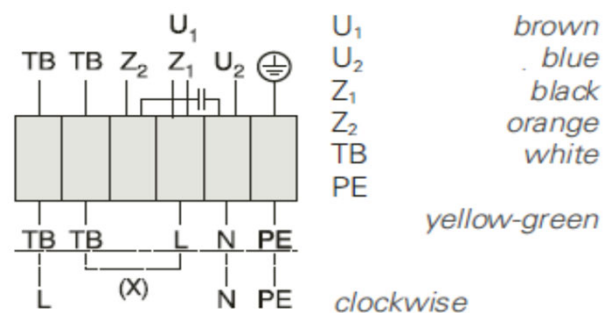 U₁
TB TB Z₂ Z₁ U₂
TB TB L N PE
(X)
L N PE
U₁ brown
U₂ blue
Z₁ black
Z₂ orange
TB white
PE
yellow-green
clockwise